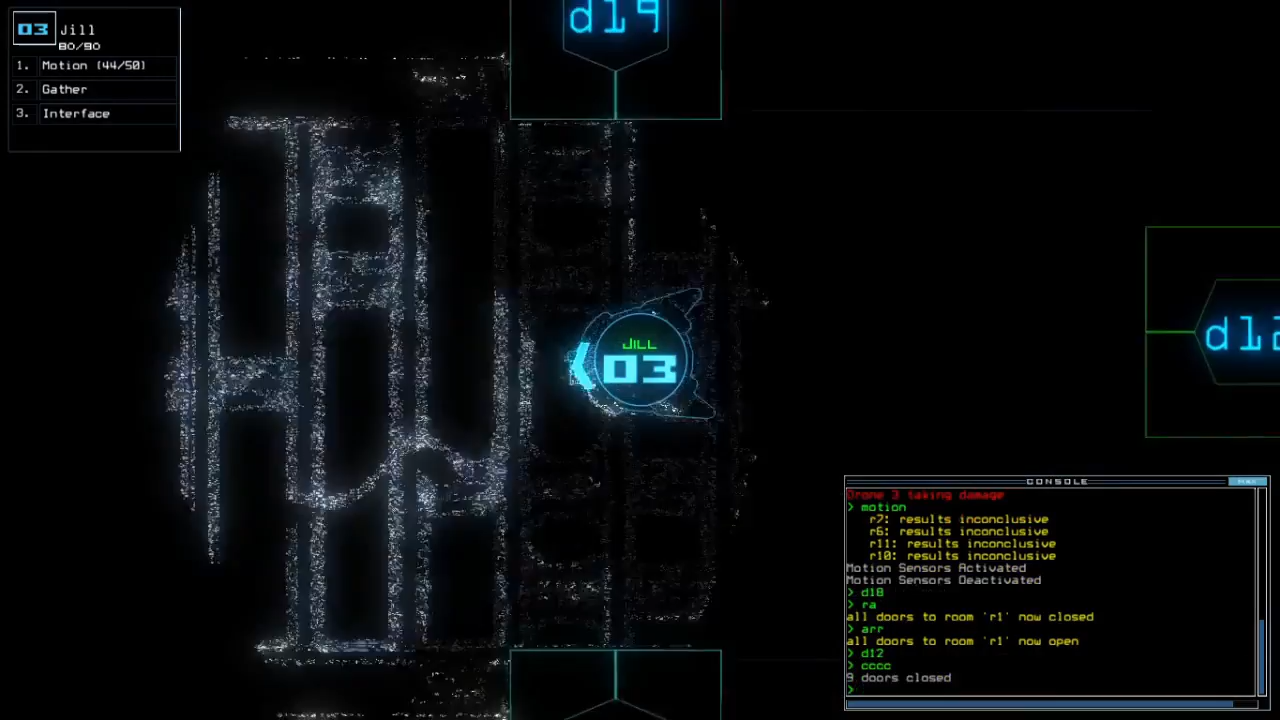 03 Jill
80/90
1. Motion (44/50)
2. Gather
3. Interface
d19
JILL
03
d12
CONSOLE
Drone 3 taking damage
> motion
r7: results inconclusive
r6: results inconclusive
r11: results inconclusive
r10: results inconclusive
Motion Sensors Activated
Motion Sensors Deactivated
> d18
> ra
all doors to room 'r1' now closed
> arr
all doors to room 'r1' now open
> d12
> cccc
9 doors closed
>